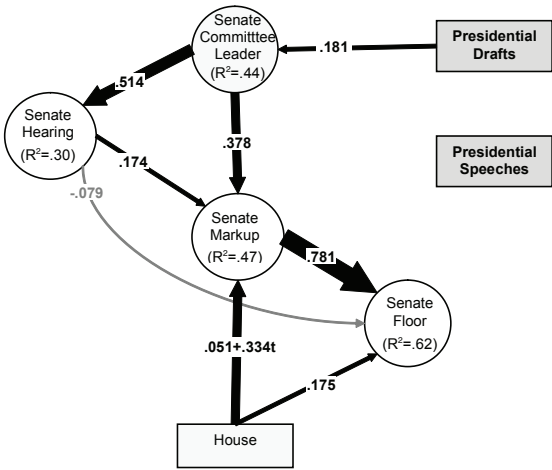 Senate
Committtee
Leader
(R²=.44)
.181
Presidential
Drafts
.514
Senate
Hearing
(R²=.30)
.378
.174
Presidential
Speeches
-.079
Senate
Markup
(R²=.47)
.781
Senate
Floor
(R²=.62)
.051+.334t
.175
House